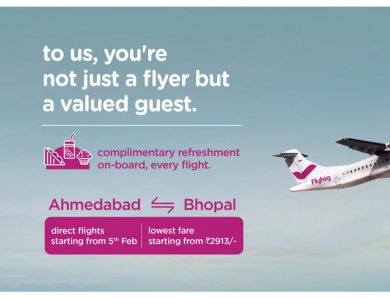 to us, you're
not just a flyer but
a valued guest.
complimentary refreshment
on-board, every flight.
Ahmedabad ⇋ Bhopal
direct flights
starting from 5th Feb
lowest fare
starting from ₹2913/-
flybig